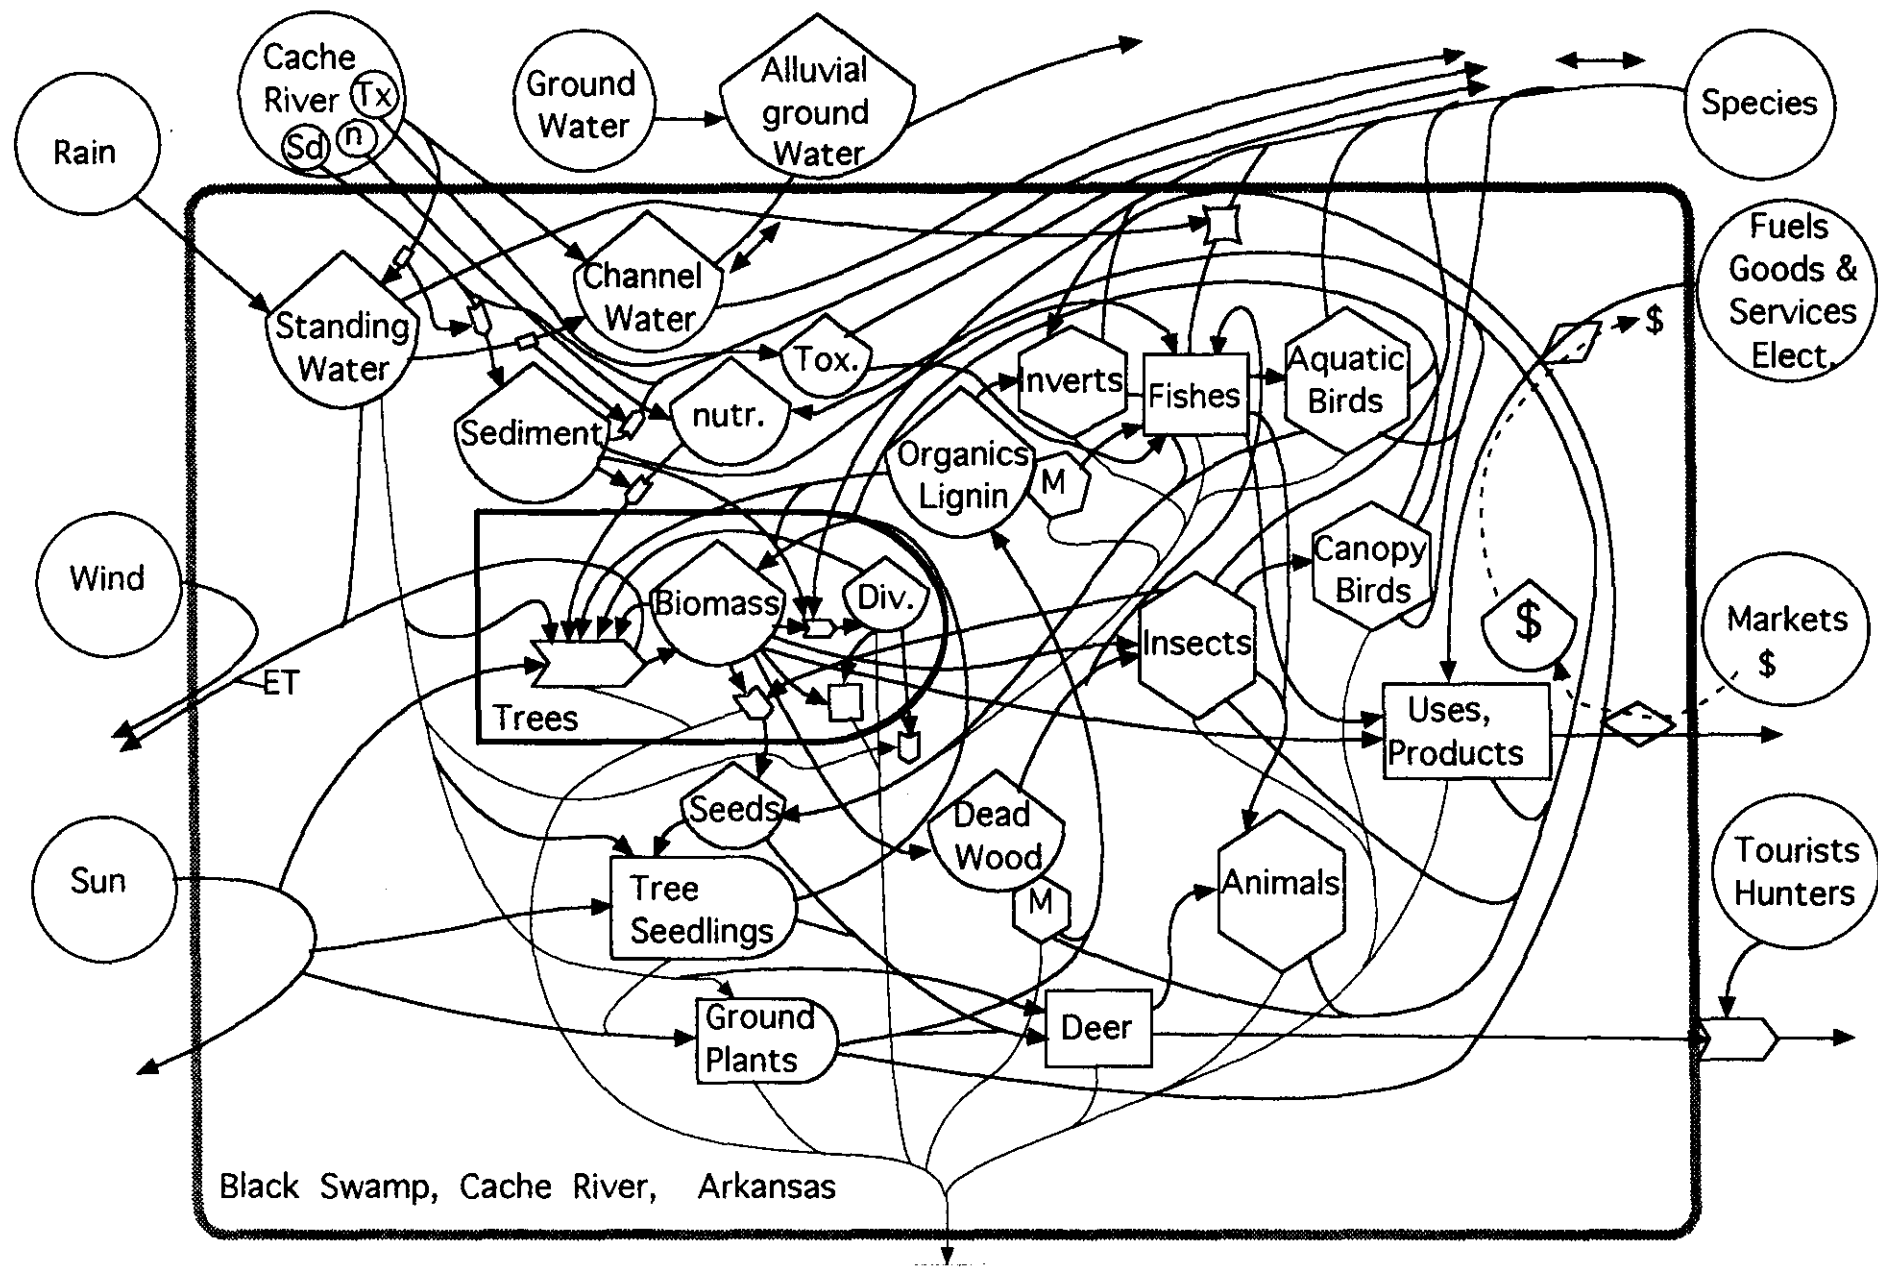 Cache
River
Tx
Sd
n
Ground
Water
Alluvial
ground
Water
Species
Rain
Fuels
Goods &
Services
Elect.
$
Channel
Water
Standing
Water
Tox.
nutr.
Sediment
Inverts
Fishes
Aquatic
Birds
Organics
Lignin
M
Canopy
Birds
Wind
Biomass
Div.
Insects
$
Markets
$
ET
Trees
Uses,
Products
Seeds
Dead
Wood
M
Sun
Tree
Seedlings
Animals
Tourists
Hunters
Ground
Plants
Deer
Black Swamp, Cache River, Arkansas